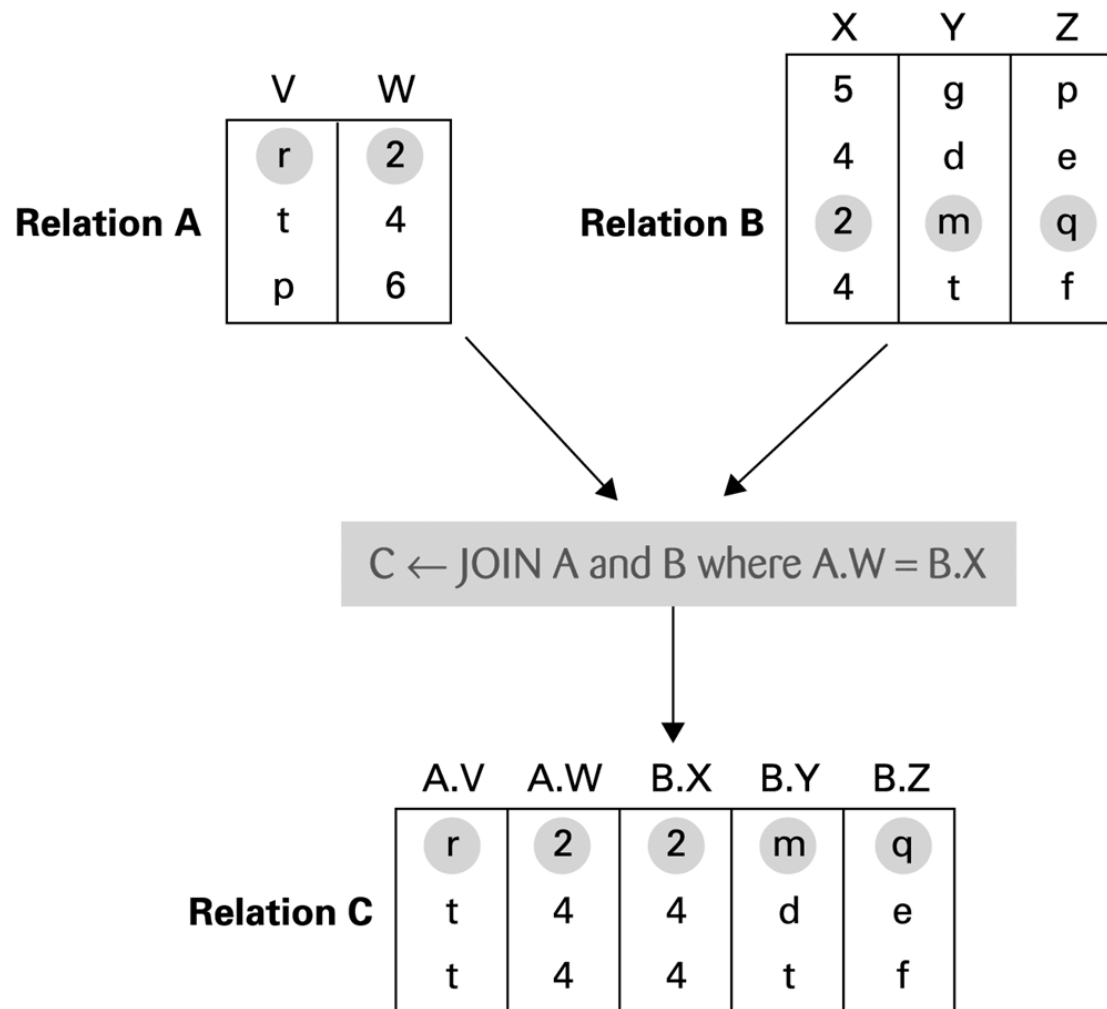 V W
Relation A
r 2
t 4
p 6
X Y Z
Relation B
5 g p
4 d e
2 m q
4 t f
C ← JOIN A and B where A.W = B.X
A.V A.W B.X B.Y B.Z
Relation C
r 2 2 m q
t 4 4 d e
t 4 4 t f